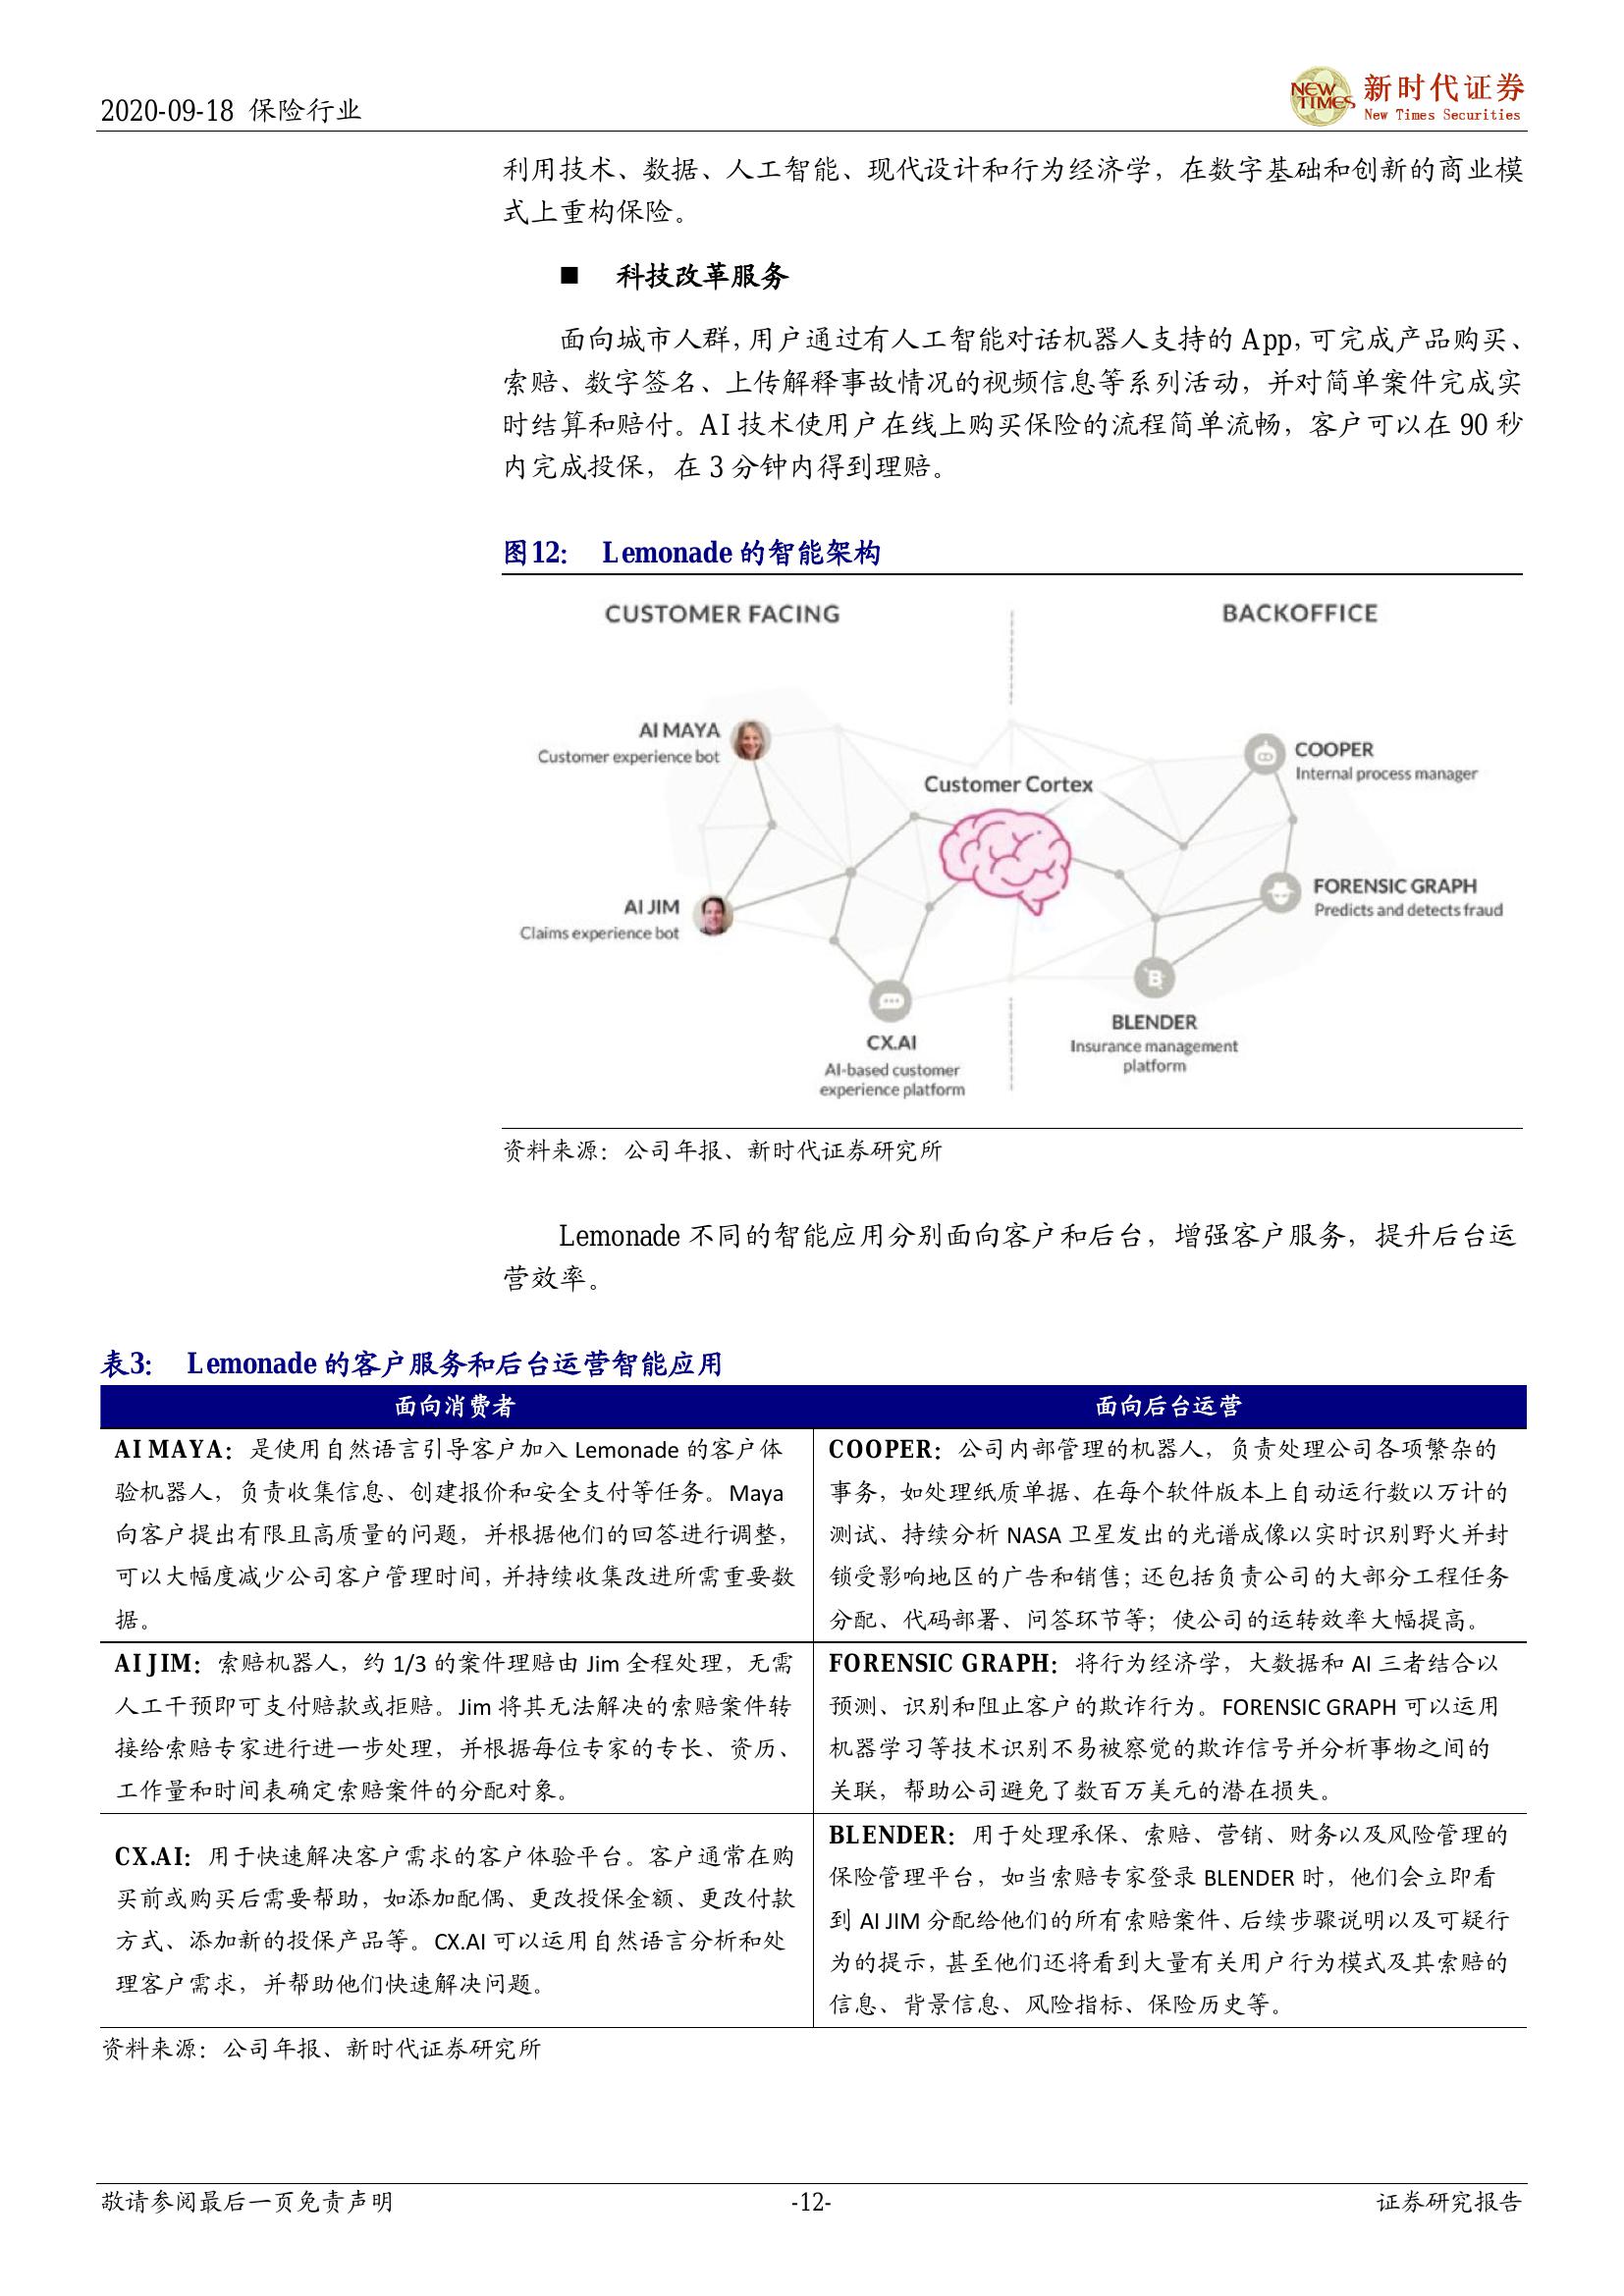 2020-09-18 保险行业
NEW TIMES
新时代证券
New Times Securities
利用技术、数据、人工智能、现代设计和行为经济学，在数字基础和创新的商业模
式上重构保险。
■ 科技改革服务
面向城市人群，用户通过有人工智能对话机器人支持的 App，可完成产品购买、
索赔、数字签名、上传解释事故情况的视频信息等系列活动，并对简单案件完成实
时结算和赔付。AI 技术使用户在线上购买保险的流程简单流畅，客户可以在 90 秒
内完成投保，在 3 分钟内得到理赔。
图12： Lemonade 的智能架构
CUSTOMER FACING
BACKOFFICE
AI MAYA
Customer experience bot
COOPER
Internal process manager
Customer Cortex
AI JIM
Claims experience bot
FORENSIC GRAPH
Predicts and detects fraud
CX.AI
AI-based customer
experience platform
BLENDER
Insurance management
platform
资料来源：公司年报、新时代证券研究所
Lemonade 不同的智能应用分别面向客户和后台，增强客户服务，提升后台运
营效率。
表3： Lemonade 的客户服务和后台运营智能应用
面向消费者
面向后台运营
AI MAYA：是使用自然语言引导客户加入 Lemonade 的客户体
验机器人，负责收集信息、创建报价和安全支付等任务。Maya
向客户提出有限且高质量的问题，并根据他们的回答进行调整，
可以大幅度减少公司客户管理时间，并持续收集改进所需重要数
据。
COOPER：公司内部管理的机器人，负责处理公司各项繁杂的
事务，如处理纸质单据、在每个软件版本上自动运行数以万计的
测试、持续分析 NASA 卫星发出的光谱成像以实时识别野火并封
锁受影响地区的广告和销售；还包括负责公司的大部分工程任务
分配、代码部署、问答环节等；使公司的运转效率大幅提高。
AI JIM：索赔机器人，约 1/3 的案件理赔由 Jim 全程处理，无需
人工干预即可支付赔款或拒赔。Jim 将其无法解决的索赔案件转
接给索赔专家进行进一步处理，并根据每位专家的专长、资历、
工作量和时间表确定索赔案件的分配对象。
FORENSIC GRAPH：将行为经济学，大数据和 AI 三者结合以
预测、识别和阻止客户的欺诈行为。FORENSIC GRAPH 可以运用
机器学习等技术识别不易被察觉的欺诈信号并分析事物之间的
关联，帮助公司避免了数百万美元的潜在损失。
CX.AI：用于快速解决客户需求的客户体验平台。客户通常在购
买前或购买后需要帮助，如添加配偶、更改投保金额、更改付款
方式、添加新的投保产品等。CX.AI 可以运用自然语言分析和处
理客户需求，并帮助他们快速解决问题。
BLENDER：用于处理承保、索赔、营销、财务以及风险管理的
保险管理平台，如当索赔专家登录 BLENDER 时，他们会立即看
到 AI JIM 分配给他们的所有索赔案件、后续步骤说明以及可疑行
为的提示，甚至他们还将看到大量有关用户行为模式及其索赔的
信息、背景信息、风险指标、保险历史等。
资料来源：公司年报、新时代证券研究所
敬请参阅最后一页免责声明
-12-
证券研究报告